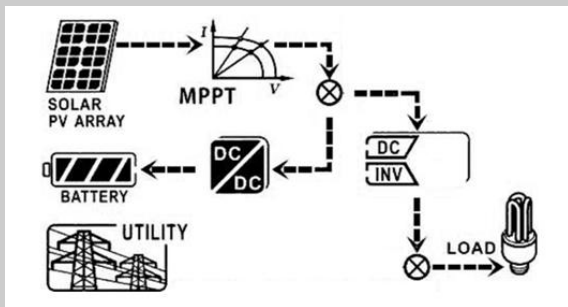 I
V
MPPT
SOLAR
PV ARRAY
DC
DC
BATTERY
DC
INV
UTILITY
LOAD